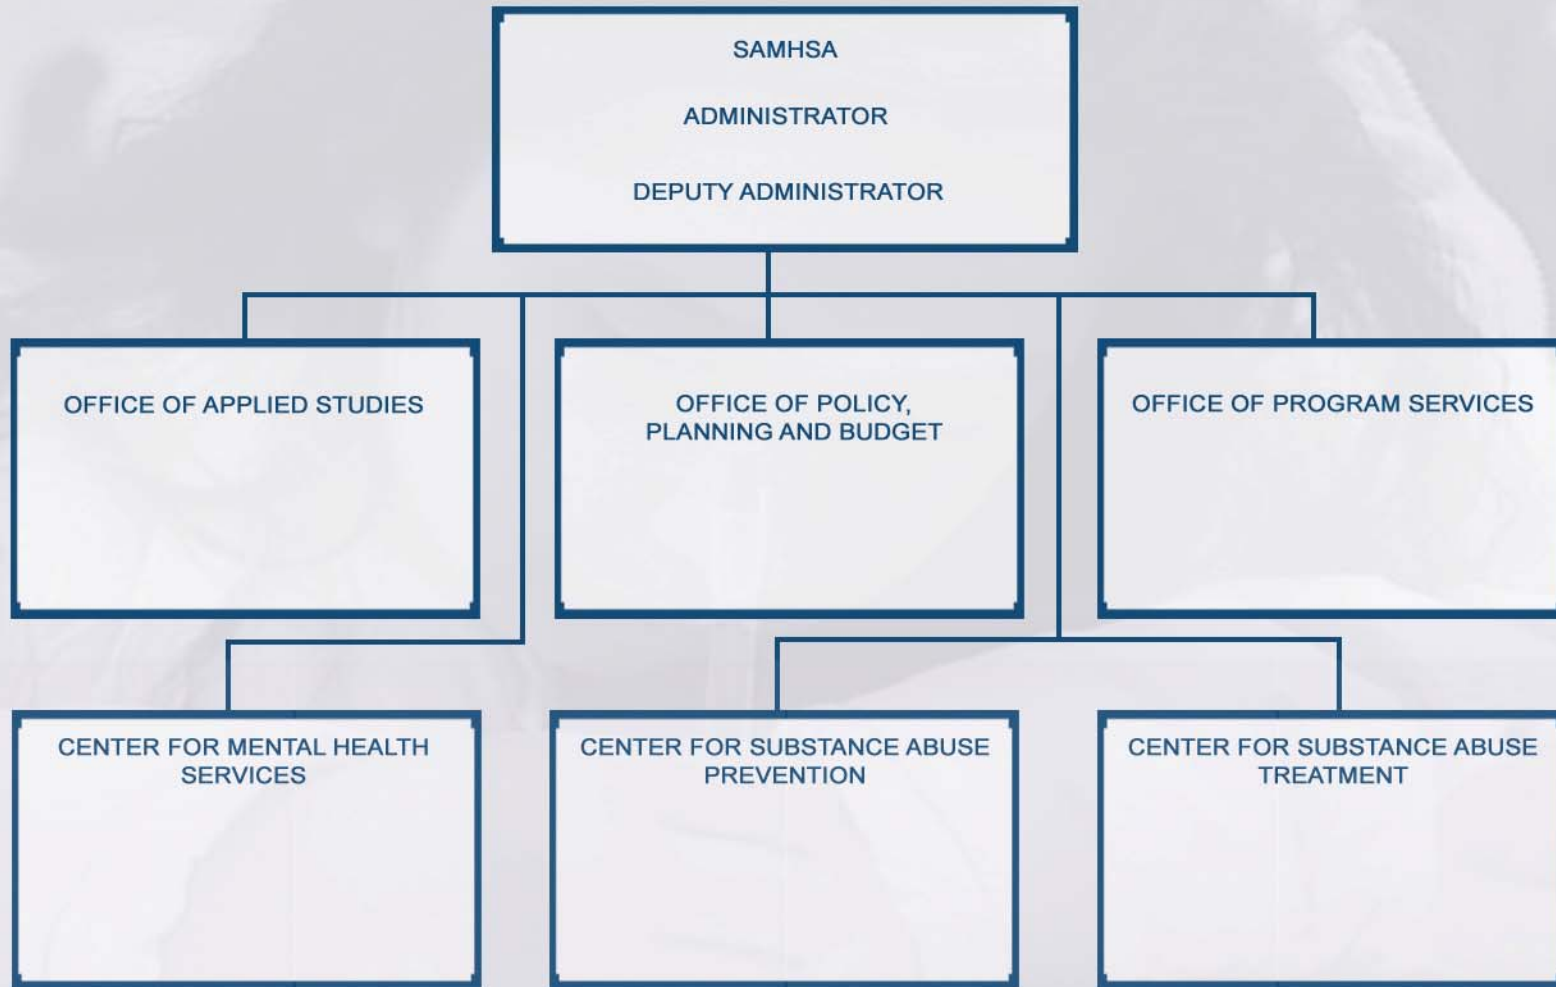 SAMHSA
ADMINISTRATOR
DEPUTY ADMINISTRATOR
OFFICE OF APPLIED STUDIES
OFFICE OF POLICY,
PLANNING AND BUDGET
OFFICE OF PROGRAM SERVICES
CENTER FOR MENTAL HEALTH
SERVICES
CENTER FOR SUBSTANCE ABUSE
PREVENTION
CENTER FOR SUBSTANCE ABUSE
TREATMENT